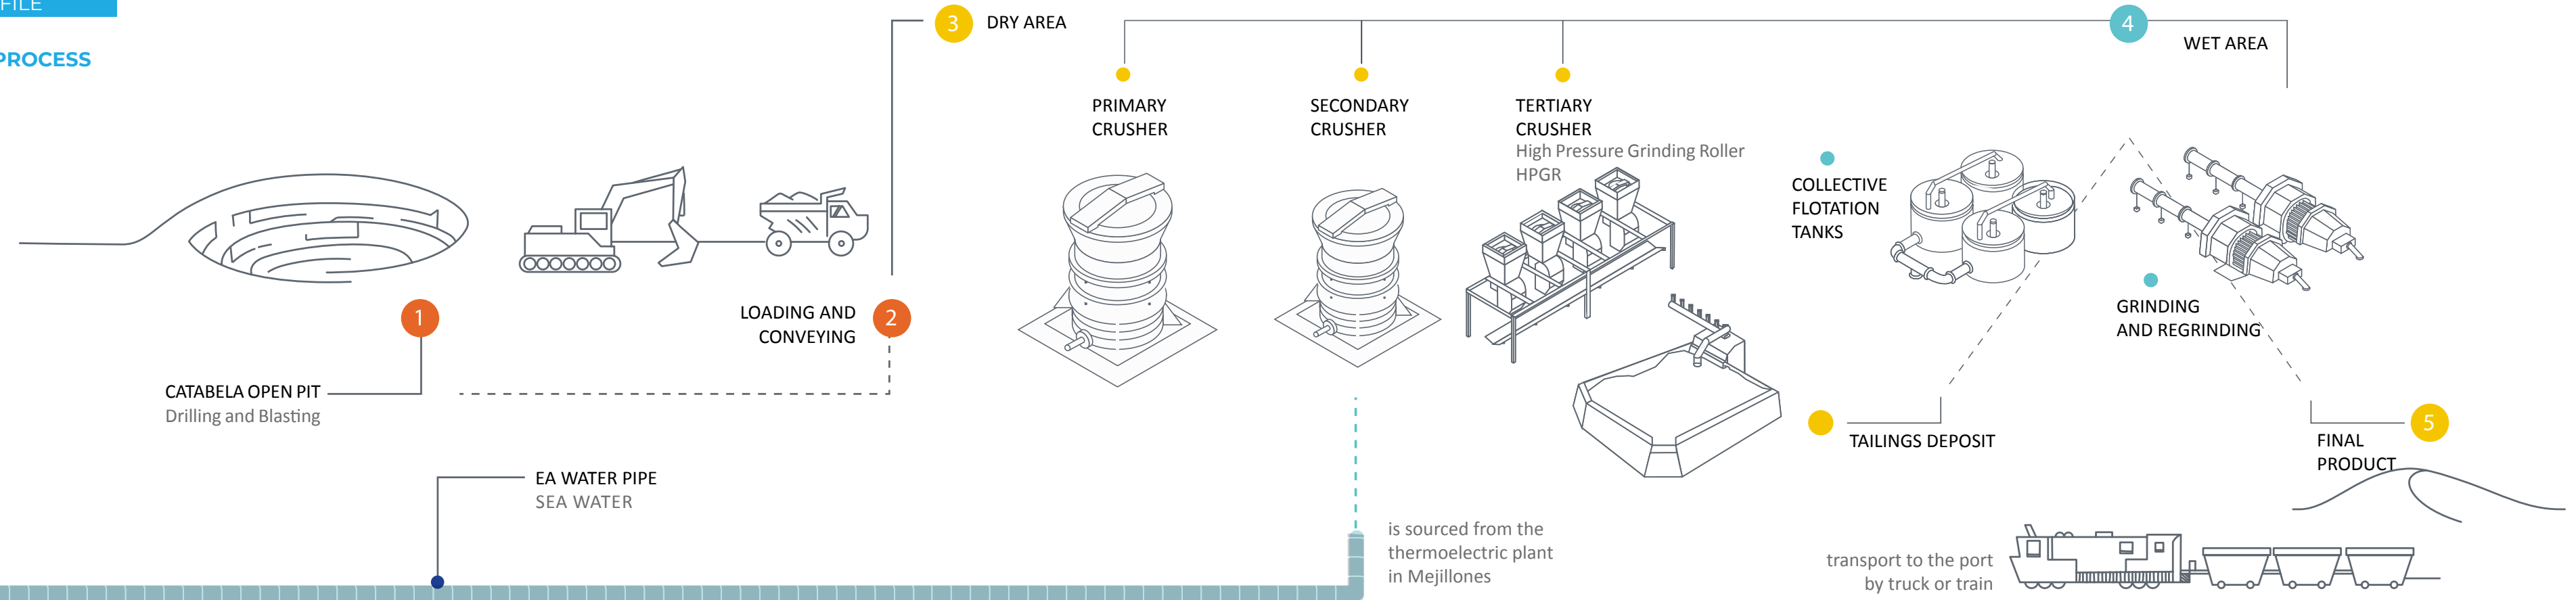 FILE
PROCESS
3
DRY AREA
4
WET AREA
PRIMARY
CRUSHER
SECONDARY
CRUSHER
TERTIARY
CRUSHER
High Pressure Grinding Roller
HPGR
COLLECTIVE
FLOTATION
TANKS
GRINDING
AND REGRINDING
1
LOADING AND
CONVEYING
2
CATABELA OPEN PIT
Drilling and Blasting
TAILINGS DEPOSIT
5
FINAL
PRODUCT
EA WATER PIPE
SEA WATER
is sourced from the
thermoelectric plant
in Mejillones
transport to the port
by truck or train